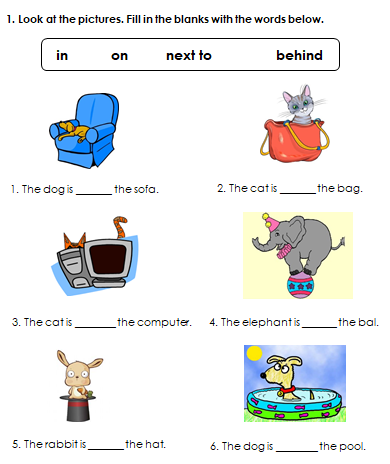 1. Look at the pictures. Fill in the blanks with the words below.
in on next to behind
1. The dog is ______ the sofa.
2. The cat is ______ the bag.
3. The cat is _______ the computer.
4. The elephant is ______ the bal.
5. The rabbit is ______ the hat.
6. The dog is _______ the pool.